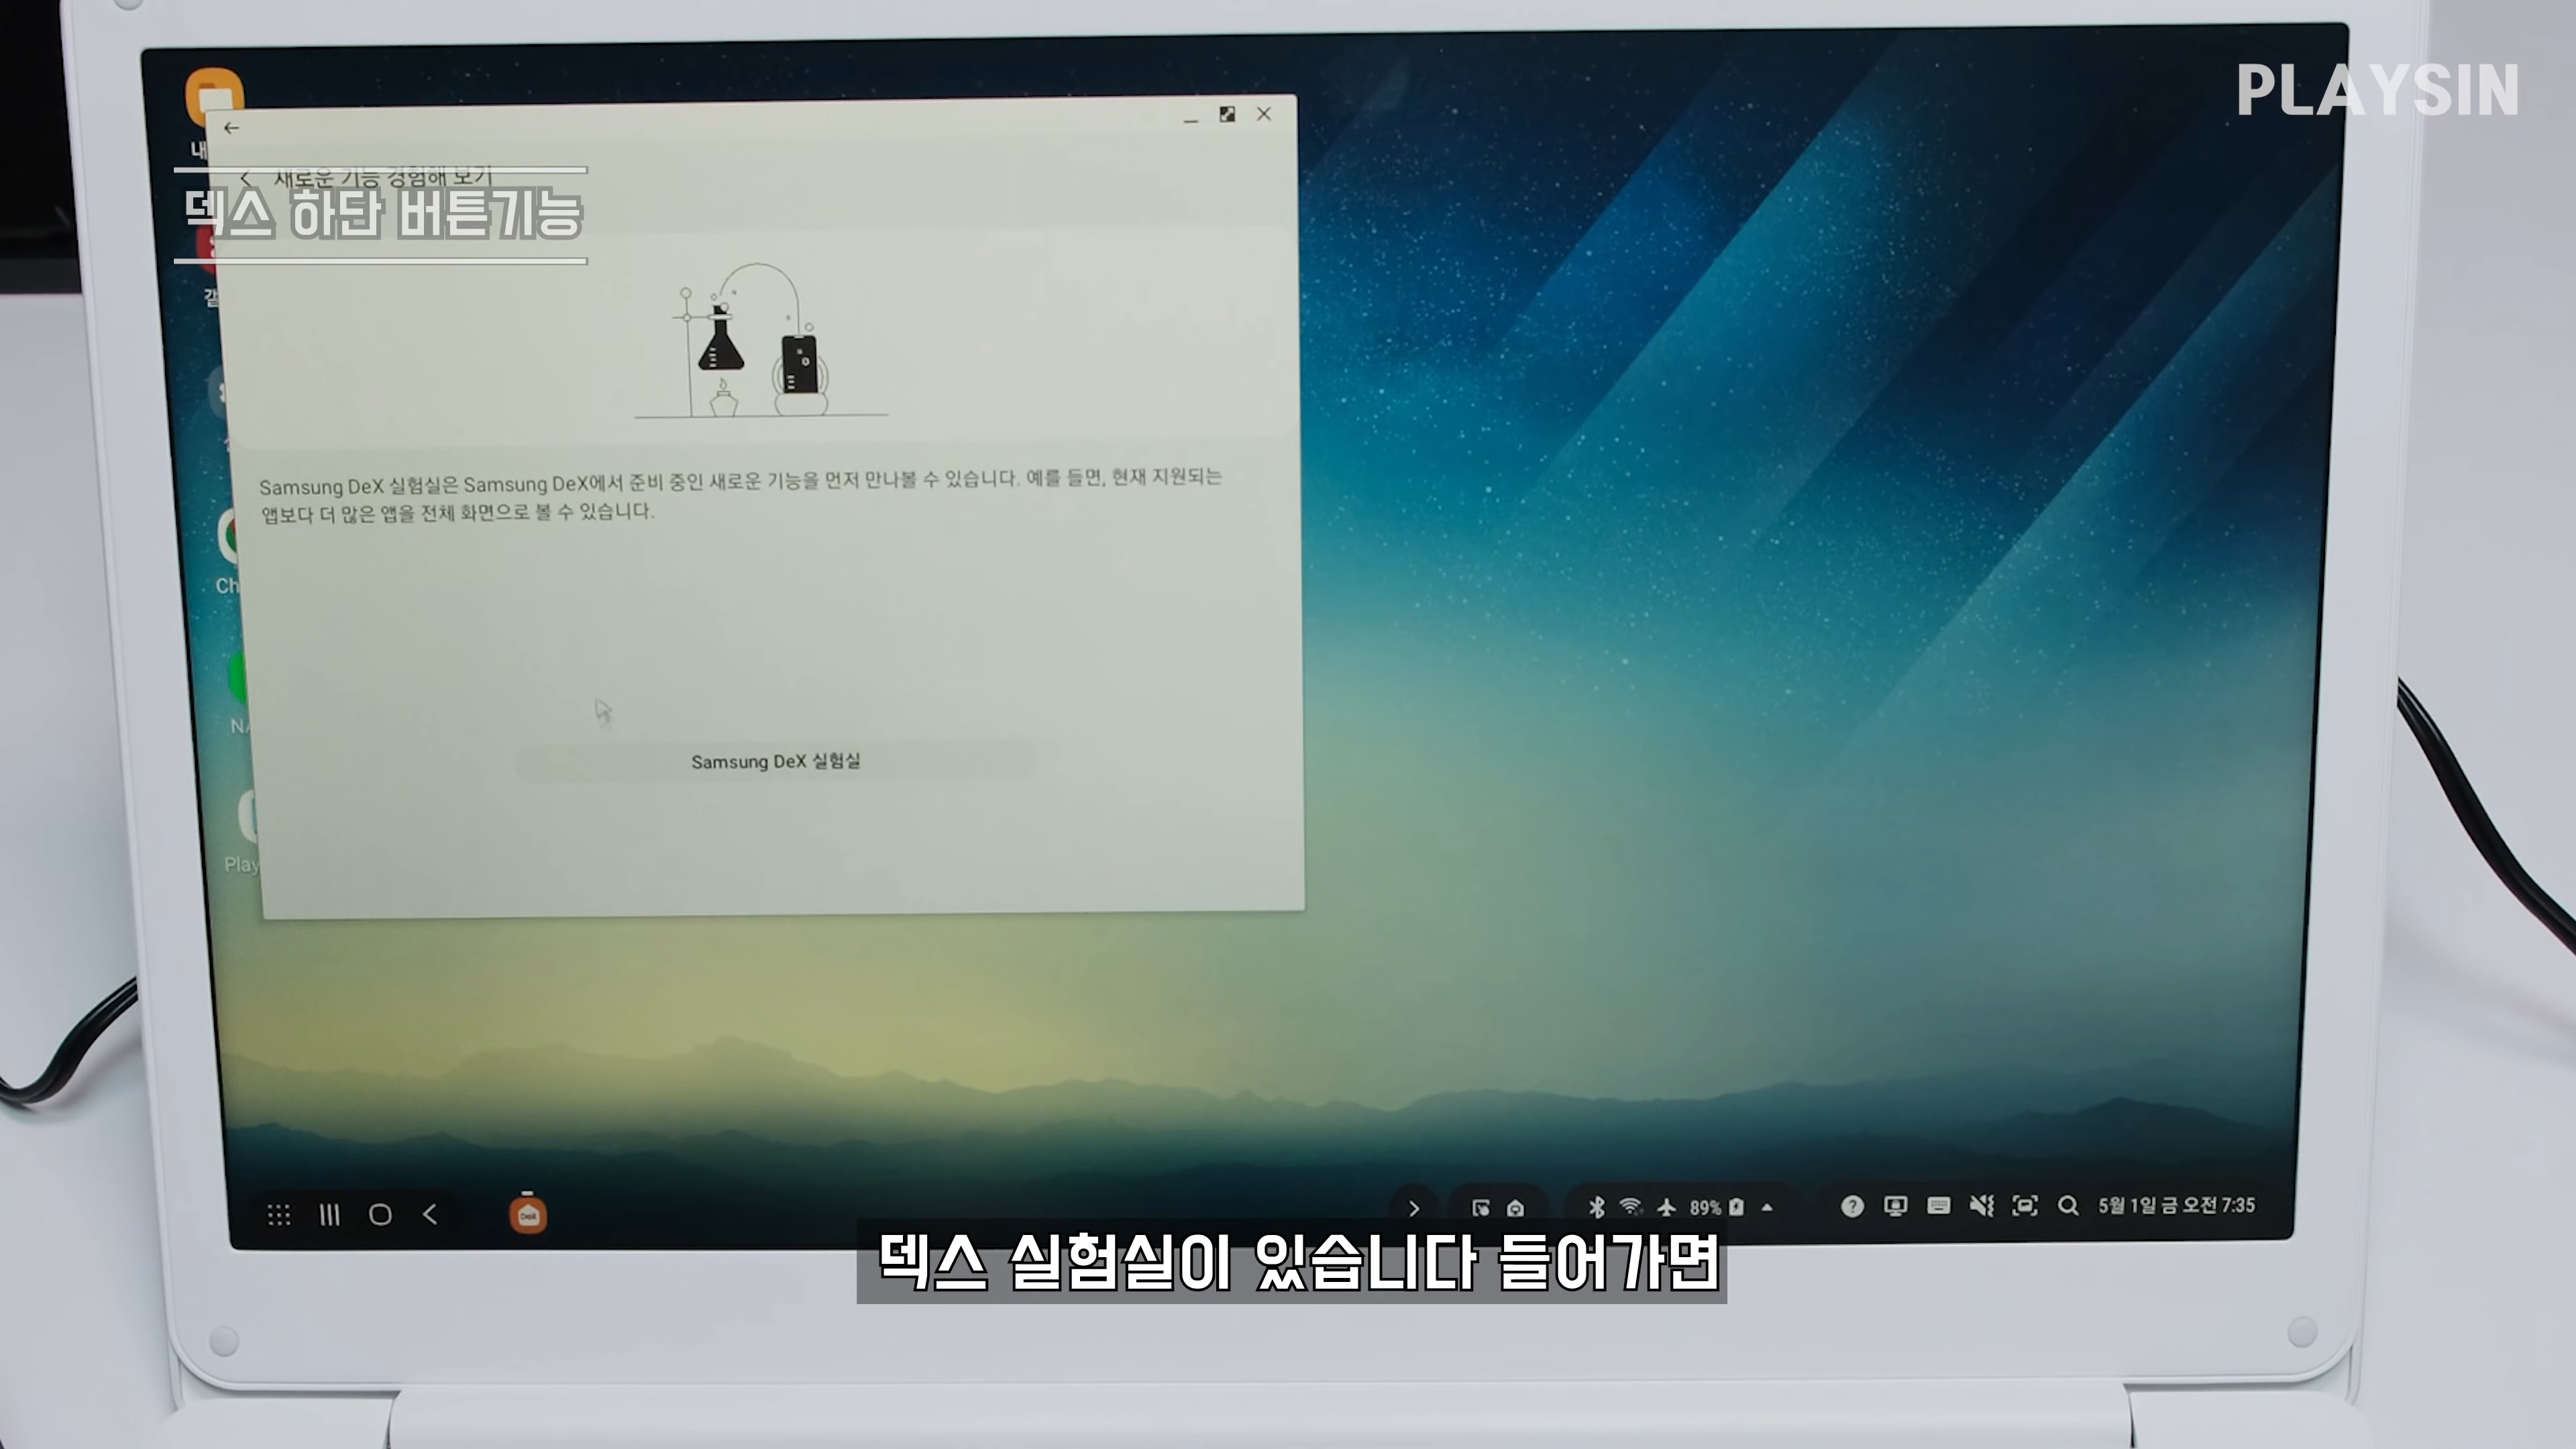 PLAYSIN
새로운 기능 경험해 보기
덱스 하단 버튼기능
Samsung DeX 실험실은 Samsung DeX에서 준비 중인 새로운 기능을 먼저 만나볼 수 있습니다. 예를 들면, 현재 지원되는
앱보다 더 많은 앱을 전체 화면으로 볼 수 있습니다.
Samsung DeX 실험실
내
Ch
Play
DeX
89%
5월 1일 금 오전 7:35
덱스 실험실이 있습니다 들어가면